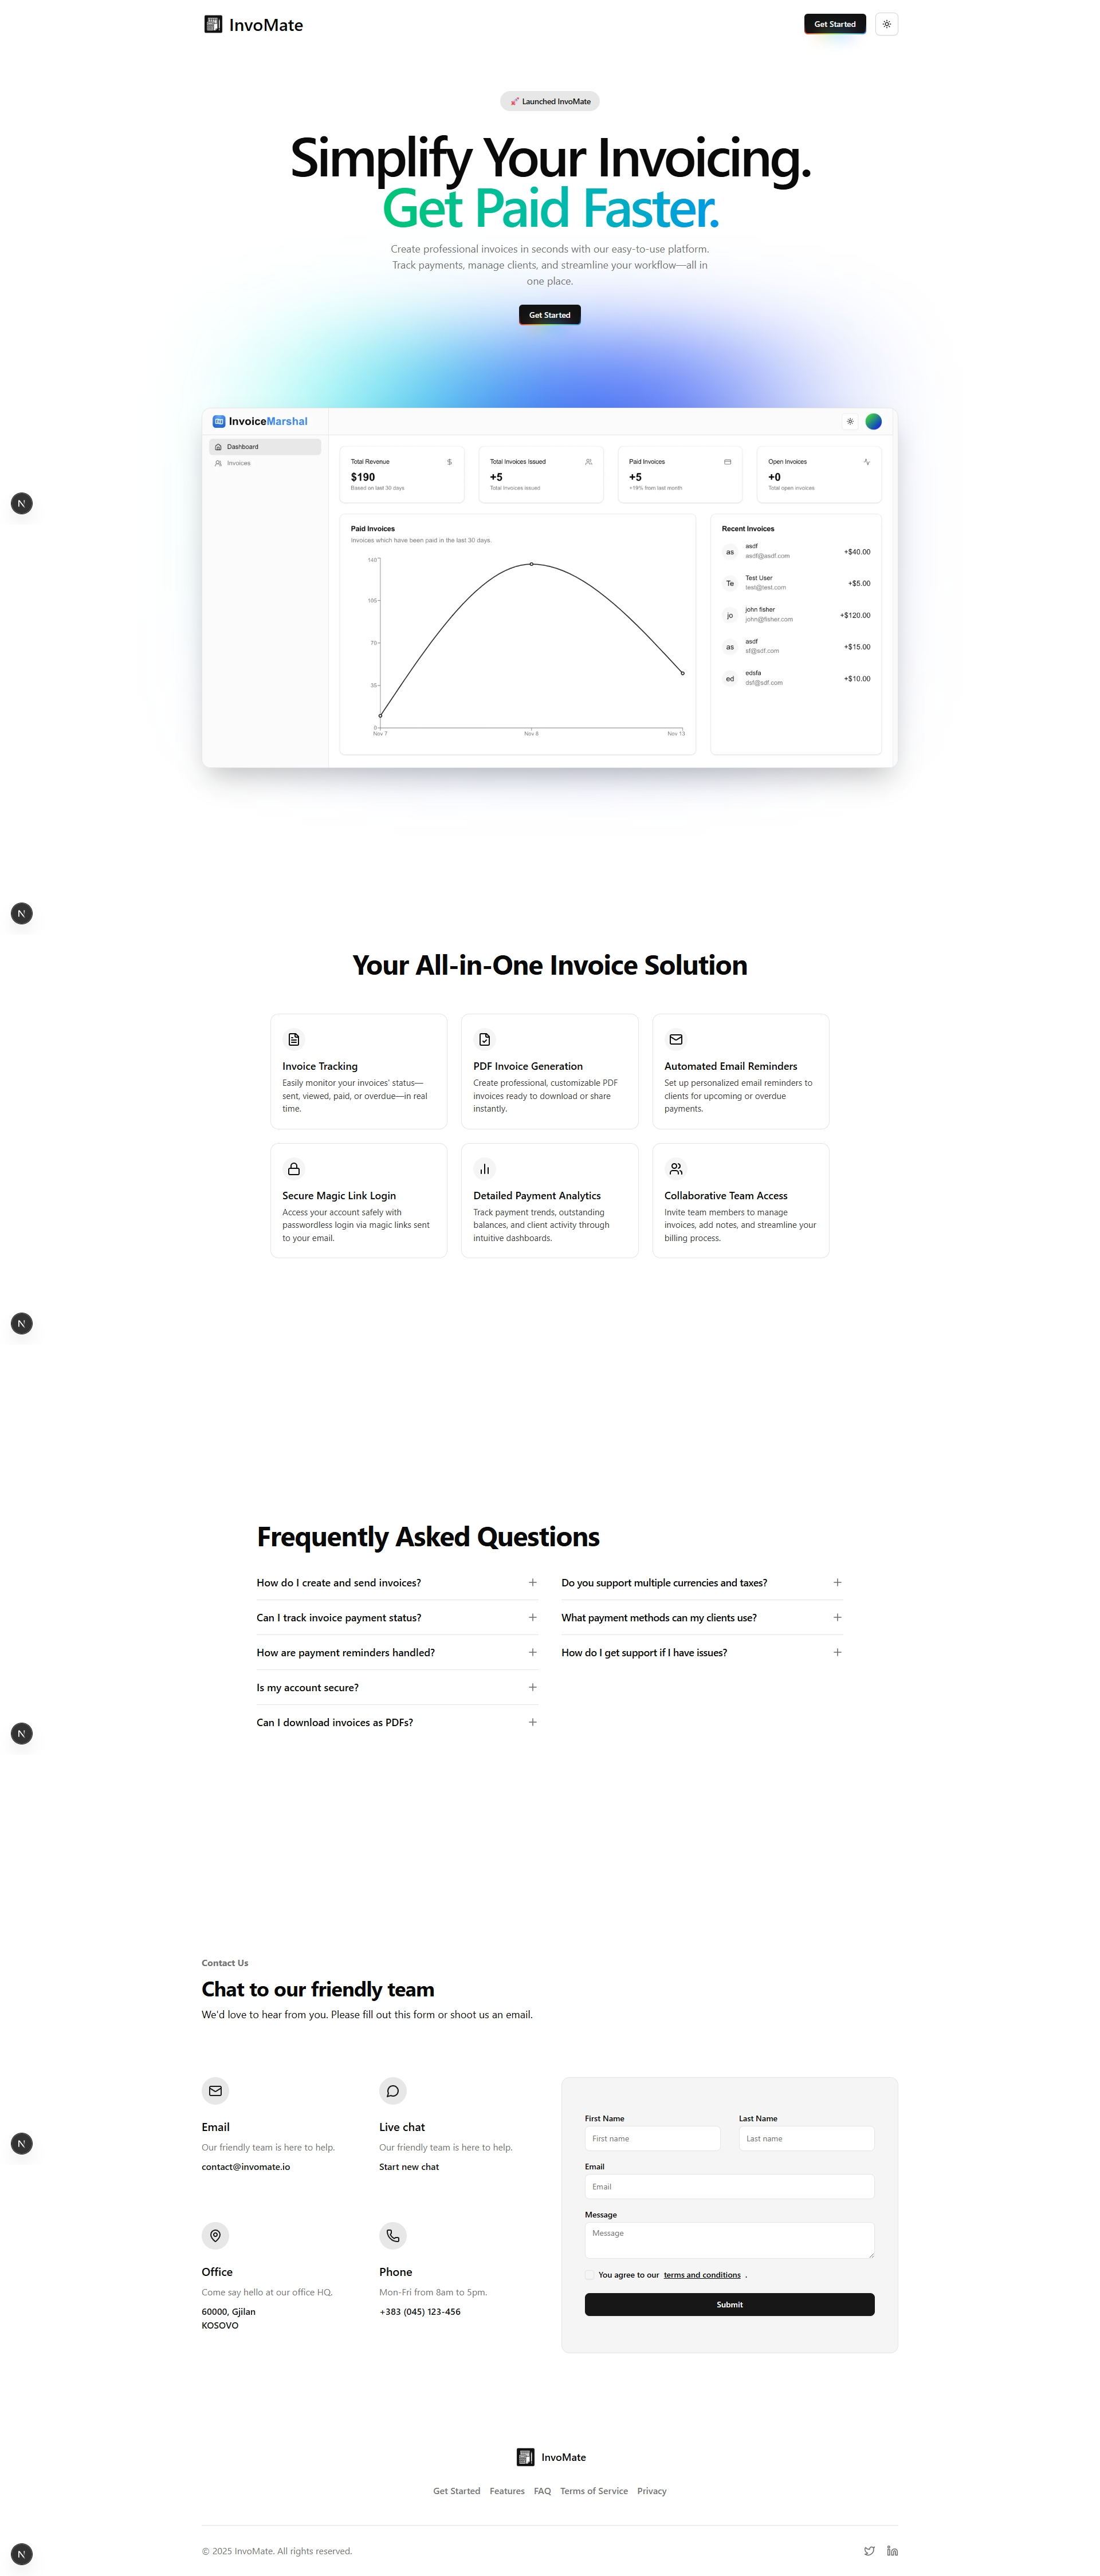 InvoMate
Get Started
🚀 Launched InvoMate
Simplify Your Invoicing.
Get Paid Faster.
Create professional invoices in seconds with our easy-to-use platform.
Track payments, manage clients, and streamline your workflow—all in
one place.
Get Started
InvoiceMarshal
Dashboard
Invoices
Total Revenue
$190
Based on last 30 days
Total Invoices Issued
+5
Total Invoices Issued
Paid Invoices
+5
+19% from last month
Open Invoices
+0
Total open invoices
Paid Invoices
Invoices which have been paid in the last 30 days.
140
105
70
35
0
Nov 7
Nov 8
Nov 13
Recent Invoices
as
asdf
asdf@asdf.com
+$40.00
Te
Test User
test@test.com
+$5.00
jo
john fisher
john@fisher.com
+$120.00
as
asdf
sf@sdf.com
+$15.00
ed
edsfa
dsf@sdf.com
+$10.00
N
N
Your All-in-One Invoice Solution
Invoice Tracking
Easily monitor your invoices' status—
sent, viewed, paid, or overdue—in real
time.
PDF Invoice Generation
Create professional, customizable PDF
invoices ready to download or share
instantly.
Automated Email Reminders
Set up personalized email reminders to
clients for upcoming or overdue
payments.
Secure Magic Link Login
Access your account safely with
passwordless login via magic links sent
to your email.
Detailed Payment Analytics
Track payment trends, outstanding
balances, and client activity through
intuitive dashboards.
Collaborative Team Access
Invite team members to manage
invoices, add notes, and streamline your
billing process.
N
Frequently Asked Questions
How do I create and send invoices?
Can I track invoice payment status?
How are payment reminders handled?
Is my account secure?
Can I download invoices as PDFs?
Do you support multiple currencies and taxes?
What payment methods can my clients use?
How do I get support if I have issues?
N
Contact Us
Chat to our friendly team
We'd love to hear from you. Please fill out this form or shoot us an email.
Email
Our friendly team is here to help.
contact@invomate.io
Live chat
Our friendly team is here to help.
Start new chat
Office
Come say hello at our office HQ.
60000, Gjilan
KOSOVO
Phone
Mon-Fri from 8am to 5pm.
+383 (045) 123-456
First Name
First name
Last Name
Last name
Email
Email
Message
Message
You agree to our terms and conditions .
Submit
N
InvoMate
Get Started
Features
FAQ
Terms of Service
Privacy
© 2025 InvoMate. All rights reserved.
N